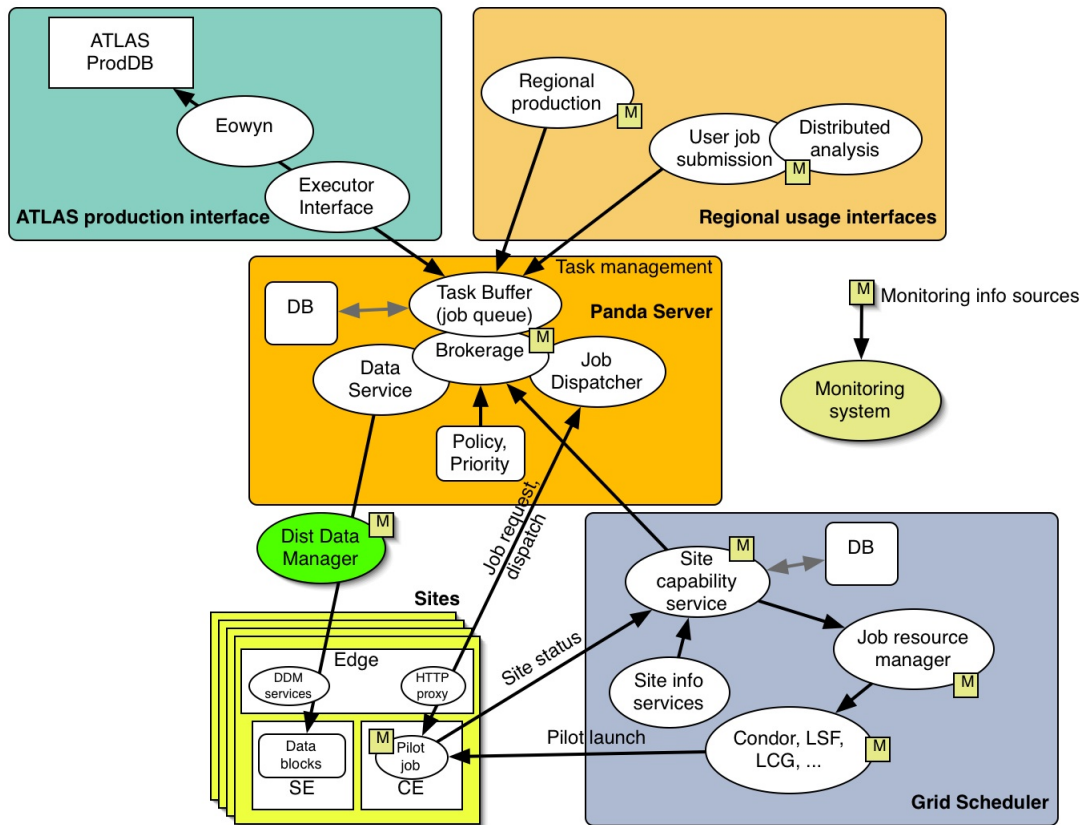 ATLAS
ProdDB
Eowyn
Executor
Interface
ATLAS production interface
Regional
production
M
User job
submission
M
Distributed
analysis
Regional usage interfaces
Task management
DB
Task Buffer
(job queue)
Panda Server
Brokerage
M
Data
Service
Job
Dispatcher
Policy,
Priority
M
Monitoring info sources
Monitoring
system
Job request,
dispatch
M
Dist Data
Manager
Sites
Edge
DDM
services
HTTP
proxy
Data
blocks
SE
M
Pilot
job
CE
Site status
Pilot launch
M
Site
capability
service
DB
Job resource
manager
M
Site info
services
Condor, LSF,
LCG, ...
M
Grid Scheduler